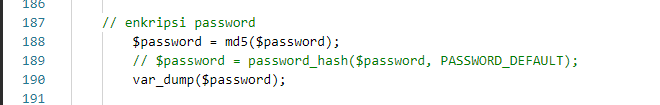 186
187 // enkripsi password
188 $password = md5($password);
189 // $password = password_hash($password, PASSWORD_DEFAULT);
190 var_dump($password);
191